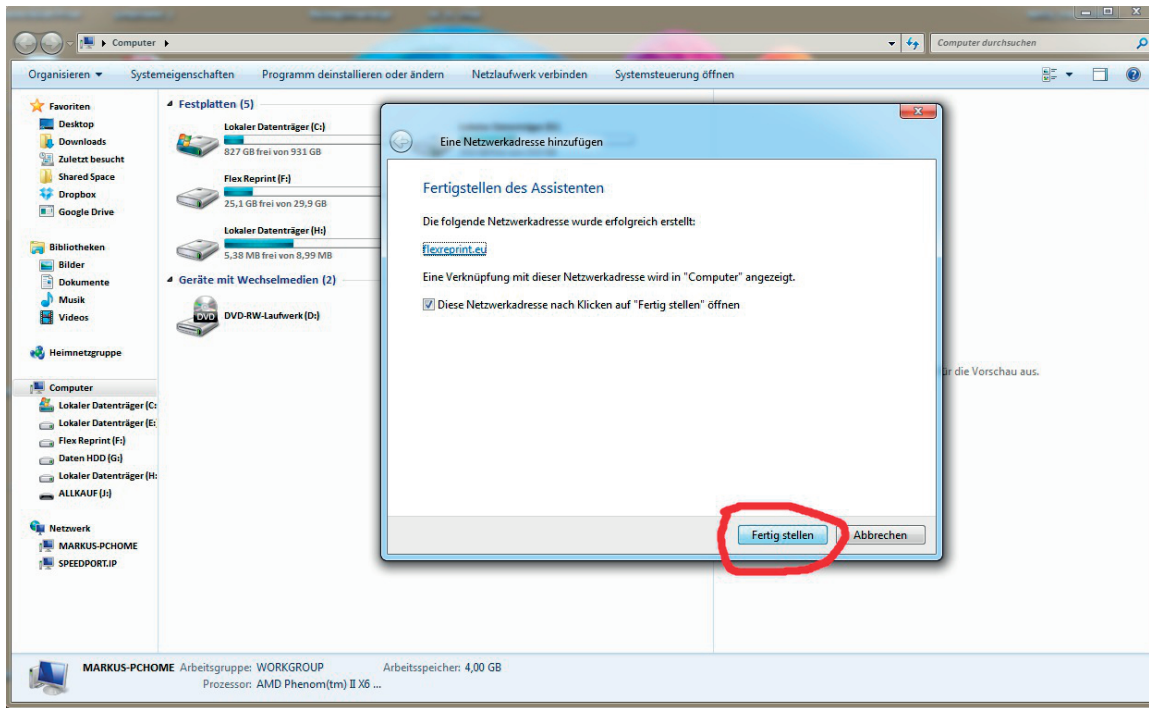 Computer
Computer durchsuchen
Organisieren
Systemeigenschaften
Programm deinstallieren oder ändern
Netzlaufwerk verbinden
Systemsteuerung öffnen
Favoriten
Desktop
Downloads
Zuletzt besucht
Shared Space
Dropbox
Google Drive
Bibliotheken
Bilder
Dokumente
Musik
Videos
Heimnetzgruppe
Computer
Lokaler Datenträger (C:
Lokaler Datenträger (E:
Flex Reprint (F:)
Daten HDD (G:)
Lokaler Datenträger (H:
ALLKAUF (J:)
Netzwerk
MARKUS-PCHOME
SPEEDPORT.IP
Festplatten (5)
Lokaler Datenträger (C:)
827 GB frei von 931 GB
Flex Reprint (F:)
25,1 GB frei von 29,9 GB
Lokaler Datenträger (H:)
5,38 MB frei von 8,99 MB
Geräte mit Wechselmedien (2)
DVD
DVD-RW-Laufwerk (D:)
Eine Netzwerkadresse hinzufügen
Fertigstellen des Assistenten
Die folgende Netzwerkadresse wurde erfolgreich erstellt:
flexreprint.eu
Eine Verknüpfung mit dieser Netzwerkadresse wird in "Computer" angezeigt.
Diese Netzwerkadresse nach Klicken auf "Fertig stellen" öffnen
Fertig stellen
Abbrechen
für die Vorschau aus.
MARKUS-PCHOME Arbeitsgruppe: WORKGROUP Arbeitsspeicher: 4,00 GB
Prozessor: AMD Phenom(tm) II X6 ...